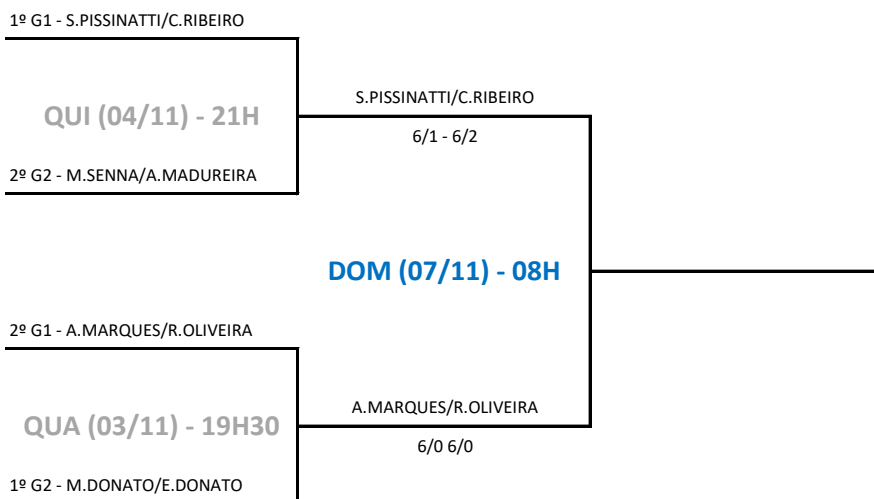 1º G1 - S.PISSINATTI/C.RIBEIRO
QUI (04/11) - 21H
S.PISSINATTI/C.RIBEIRO
6/1 - 6/2
2º G2 - M.SENNA/A.MADUREIRA
DOM (07/11) - 08H
2º G1 - A.MARQUES/R.OLIVEIRA
QUA (03/11) - 19H30
A.MARQUES/R.OLIVEIRA
6/0 6/0
1º G2 - M.DONATO/E.DONATO